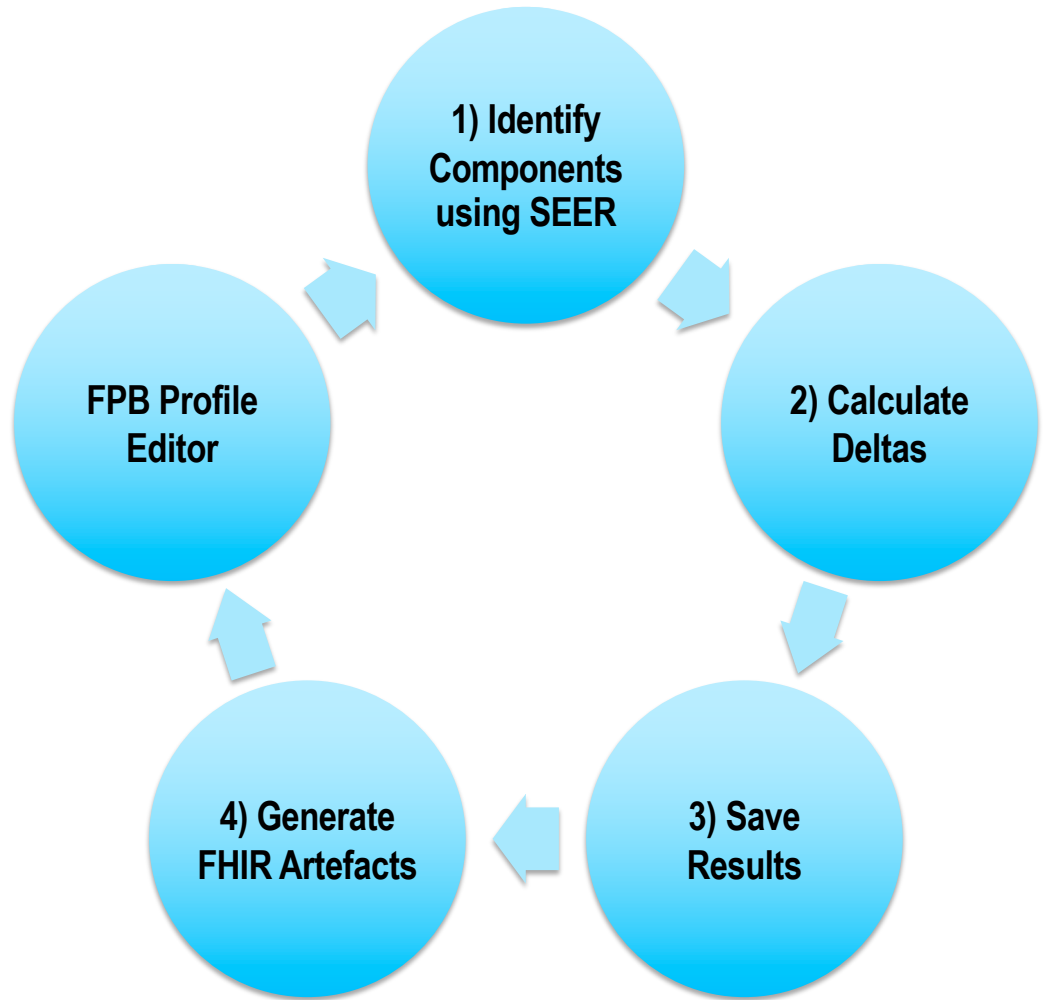 1) Identify
Components
using SEER
2) Calculate
Deltas
3) Save
Results
4) Generate
FHIR Artefacts
FPB Profile
Editor